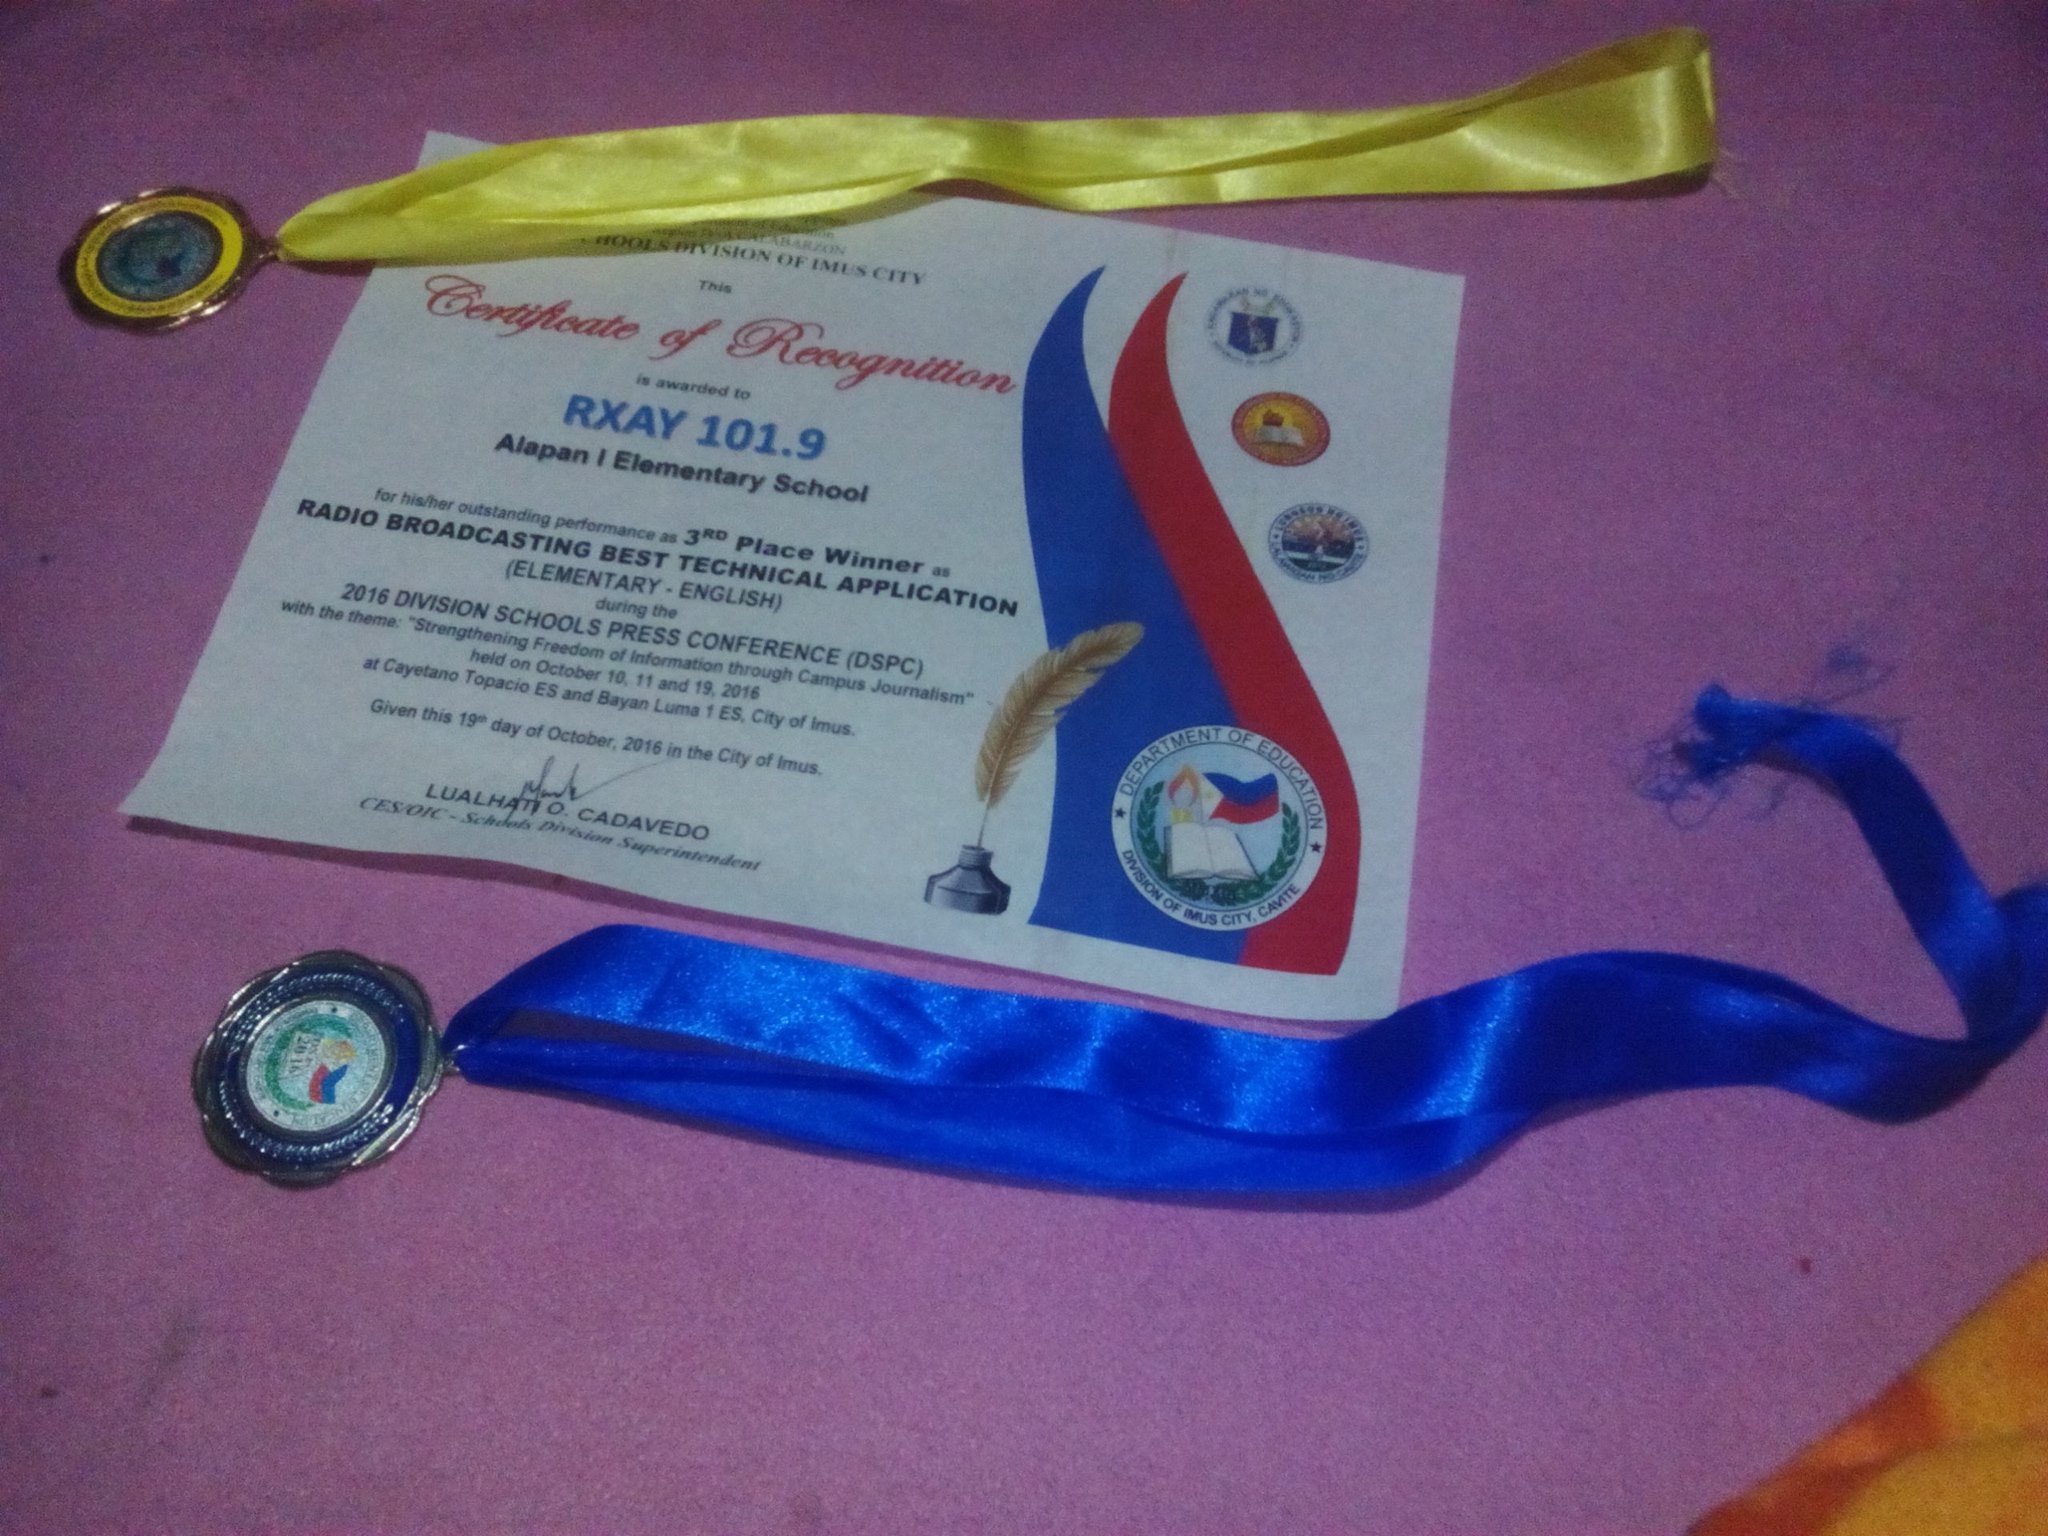 CALABARZON
SCHOOLS DIVISION OF IMUS CITY
This
Certificate of Recognition
is awarded to
RXAY 101.9
Alapan I Elementary School
for his/her outstanding performance as 3RD Place Winner as
RADIO BROADCASTING BEST TECHNICAL APPLICATION
(ELEMENTARY - ENGLISH)
during the
2016 DIVISION SCHOOLS PRESS CONFERENCE (DSPC)
with the theme: "Strengthening Freedom of Information through Campus Journalism"
held on October 10, 11 and 19, 2016
at Cayetano Topacio ES and Bayan Luma 1 ES, City of Imus.
Given this 19th day of October, 2016 in the City of Imus.
LUALHATI O. CADAVEDO
CES/OIC - Schools Division Superintendent
DEPARTMENT OF EDUCATION
DIVISION OF IMUS CITY, CAVITE
2016